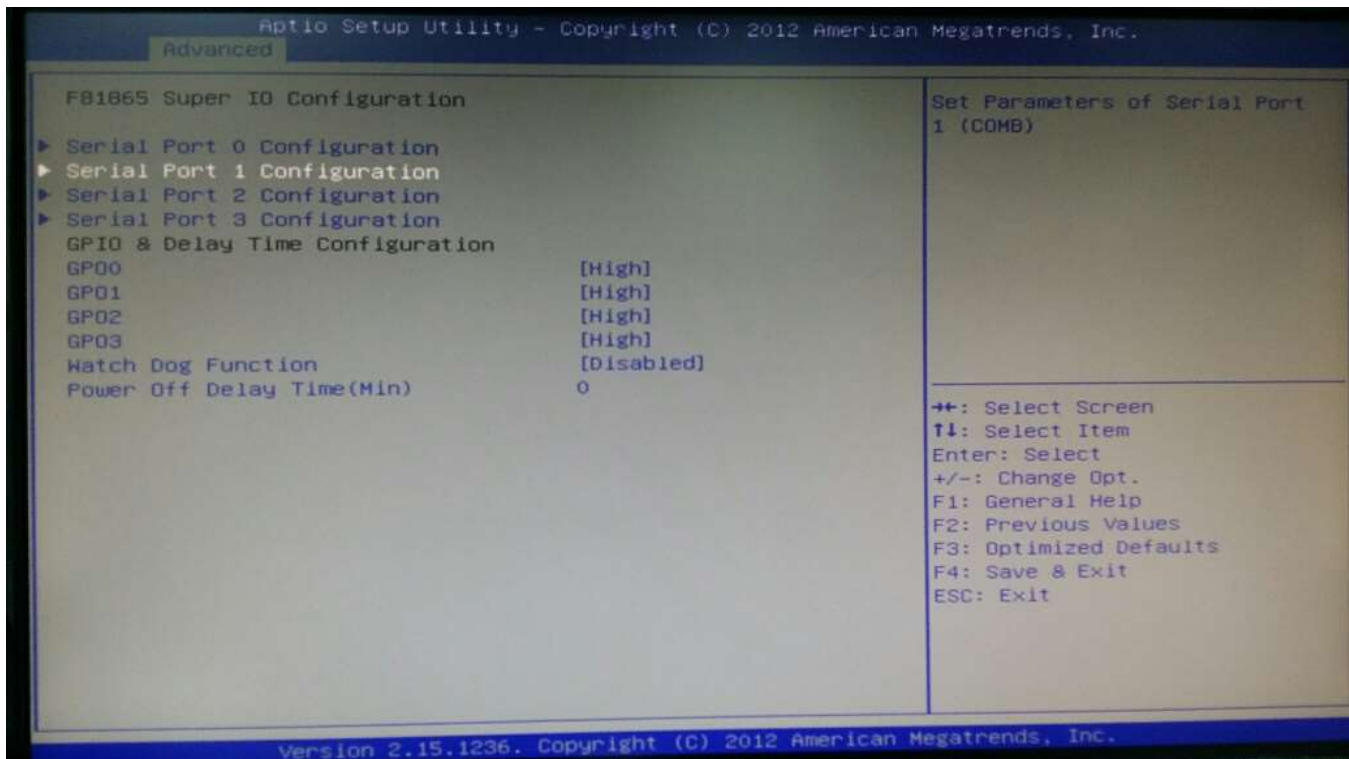 Aptio Setup Utility - Copyright (C) 2012 American Megatrends, Inc.
Advanced
F81865 Super IO Configuration
Serial Port 0 Configuration
Serial Port 1 Configuration
Serial Port 2 Configuration
Serial Port 3 Configuration
GPIO & Delay Time Configuration
GPO0 [High]
GPO1 [High]
GPO2 [High]
GPO3 [High]
Watch Dog Function [Disabled]
Power Off Delay Time(Min) 0
Set Parameters of Serial Port
1 (COMB)
→←: Select Screen
↑↓: Select Item
Enter: Select
+/-: Change Opt.
F1: General Help
F2: Previous Values
F3: Optimized Defaults
F4: Save & Exit
ESC: Exit
Version 2.15.1236. Copyright (C) 2012 American Megatrends, Inc.